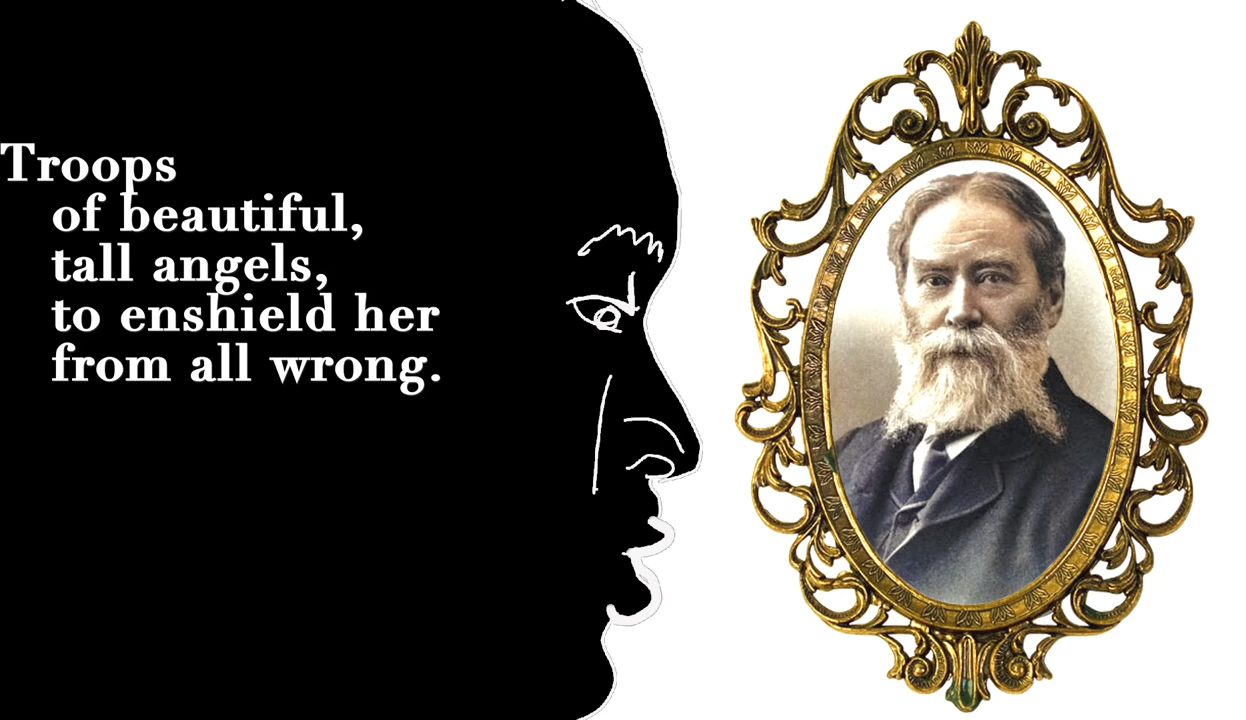 Troops
of beautiful,
tall angels,
to enshield her
from all wrong.